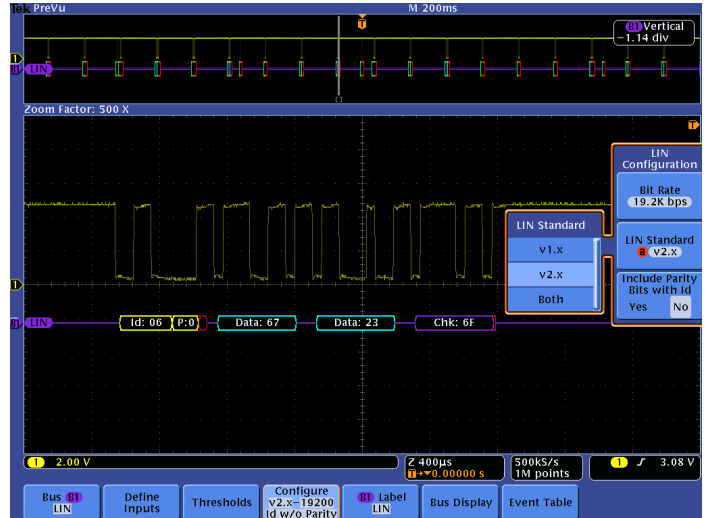 Tek PreVu
M 200ms
T
B1 Vertical
-1.14 div
1
B1 LIN
Zoom Factor: 500 X
T
LIN
Configuration
Bit Rate
19.2K bps
LIN Standard
a v2.x
Include Parity
Bits with Id
Yes No
LIN Standard
v1.x
v2.x
Both
1
B1 LIN
Id: 06
P:0
Data: 67
Data: 23
Chk: 6F
1 2.00 V
Z 400µs
T→▼0.00000 s
500kS/s
1M points
1 ʃ 3.08 V
Bus B1
LIN
Define
Inputs
Thresholds
Configure
v2.x-19200
Id w/o Parity
B1 Label
LIN
Bus Display
Event Table